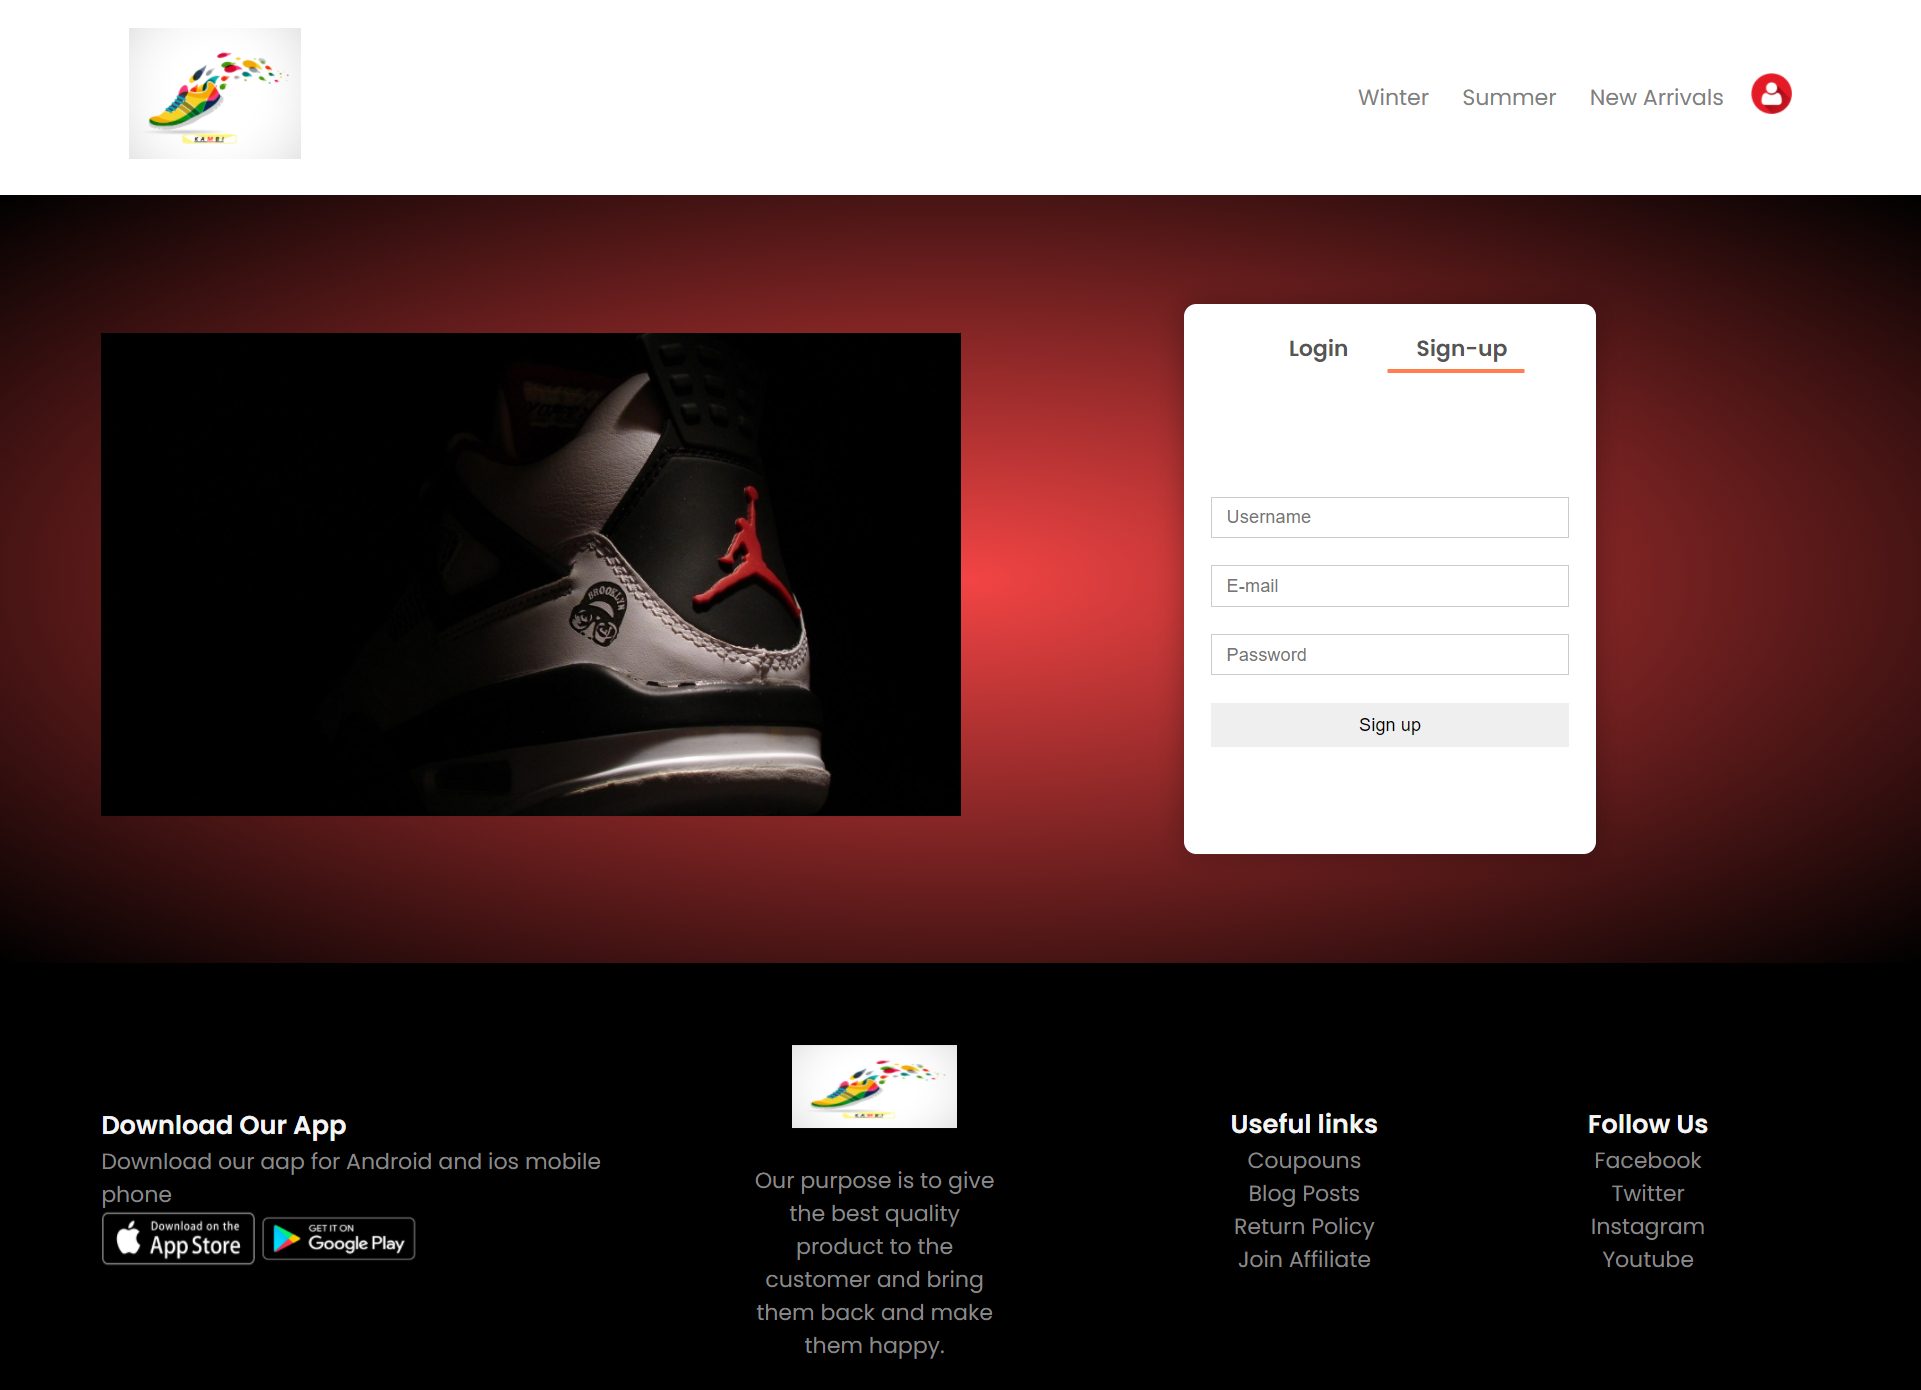 KAMBI
Winter Summer New Arrivals
Login Sign-up
BROOKLYN
Username
E-mail
Password
Sign up
KAMBI
Download Our App
Download our aap for Android and ios mobile
phone
Download on the
App Store
GET IT ON
Google Play
Our purpose is to give
the best quality
product to the
customer and bring
them back and make
them happy.
Useful links
Coupouns
Blog Posts
Return Policy
Join Affiliate
Follow Us
Facebook
Twitter
Instagram
Youtube